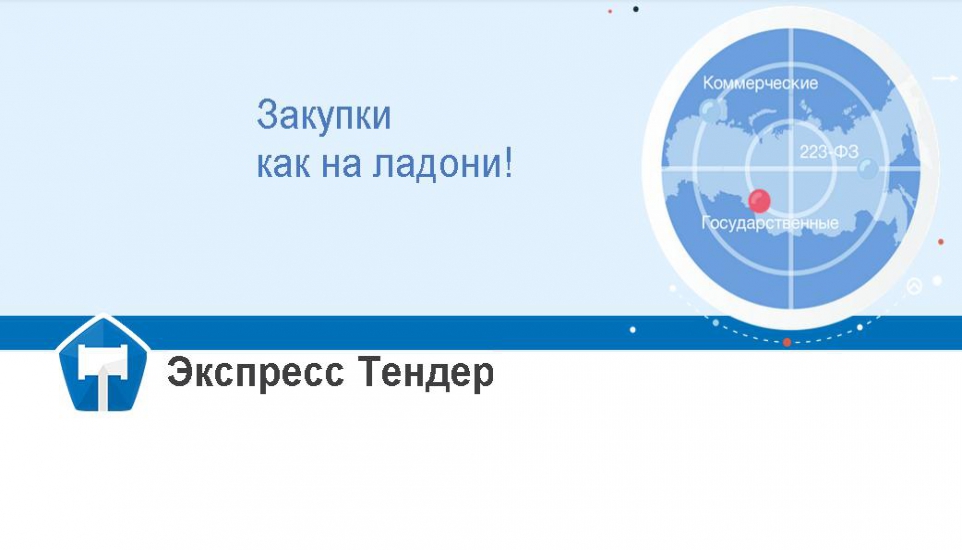 Закупки
как на ладони!
Коммерческие
223-ФЗ
Государственные
Экспресс Тендер